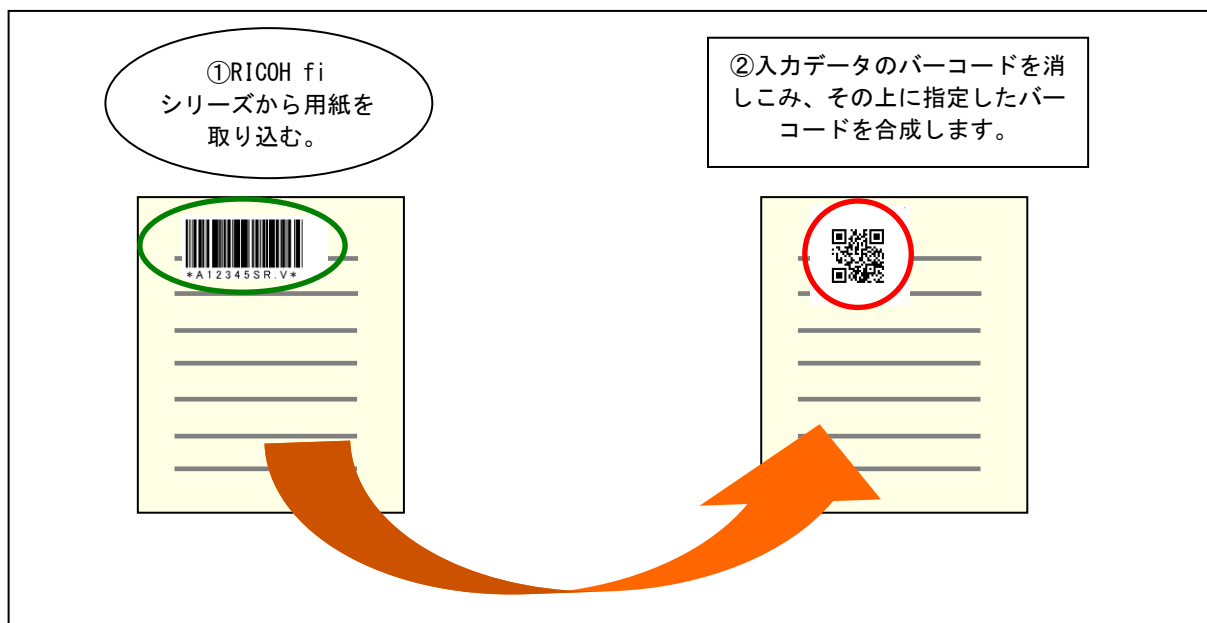 ①RICOH fi
シリーズから用紙を
取り込む。
②入力データのバーコードを消
しこみ、その上に指定したバー
コードを合成します。
*A12345SR.V*